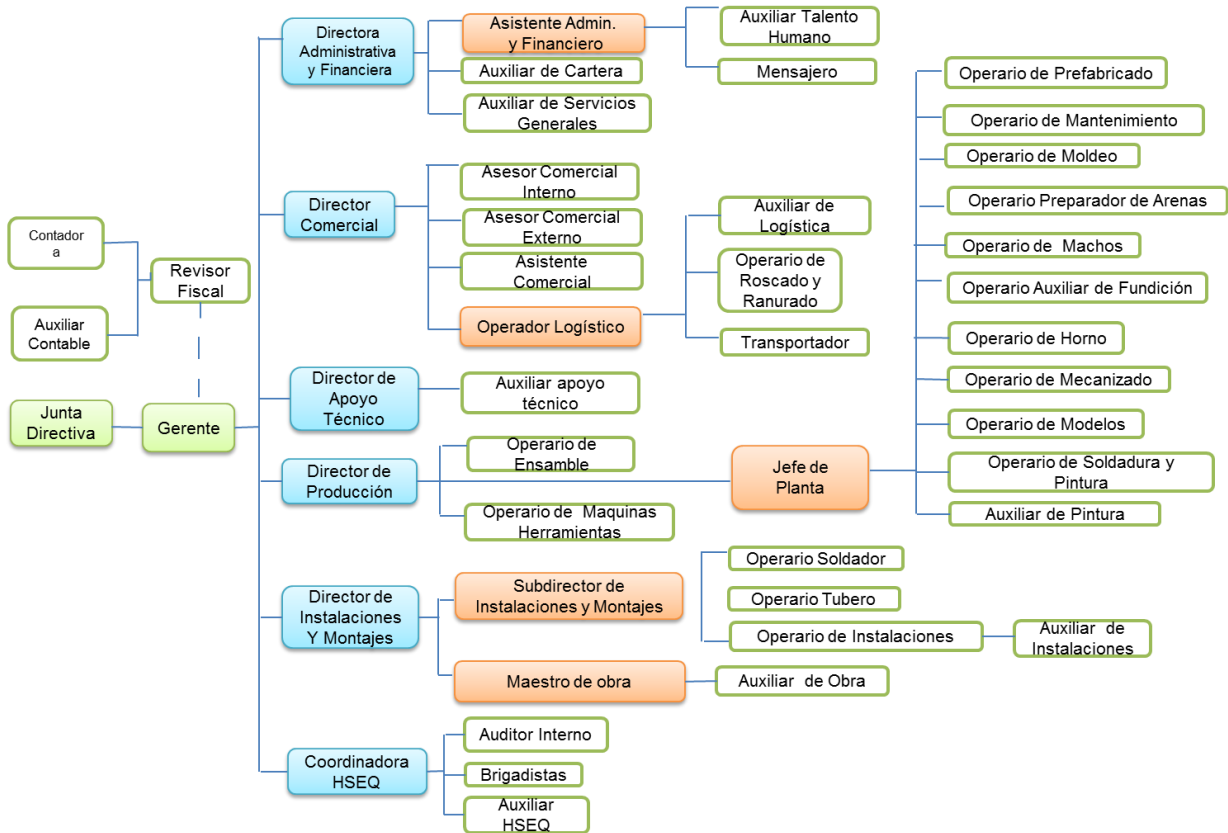 Directora
Administrativa
y Financiera
Asistente Admin.
y Financiero
Auxiliar Talento
Humano
Mensajero
Auxiliar de Cartera
Auxiliar de Servicios
Generales
Director
Comercial
Asesor Comercial
Interno
Asesor Comercial
Externo
Asistente
Comercial
Operador Logístico
Auxiliar de
Logística
Operario de
Roscado y
Ranurado
Transportador
Contador
a
Auxiliar
Contable
Revisor
Fiscal
Junta
Directiva
Gerente
Director de
Apoyo
Técnico
Auxiliar apoyo
técnico
Director de
Producción
Operario de
Ensamble
Operario de Maquinas
Herramientas
Jefe de
Planta
Operario de Prefabricado
Operario de Mantenimiento
Operario de Moldeo
Operario Preparador de Arenas
Operario de Machos
Operario Auxiliar de Fundición
Operario de Horno
Operario de Mecanizado
Operario de Modelos
Operario de Soldadura y
Pintura
Auxiliar de Pintura
Director de
Instalaciones
Y Montajes
Subdirector de
Instalaciones y Montajes
Operario Soldador
Operario Tubero
Operario de Instalaciones
Auxiliar de
Instalaciones
Maestro de obra
Auxiliar de Obra
Coordinadora
HSEQ
Auditor Interno
Brigadistas
Auxiliar
HSEQ